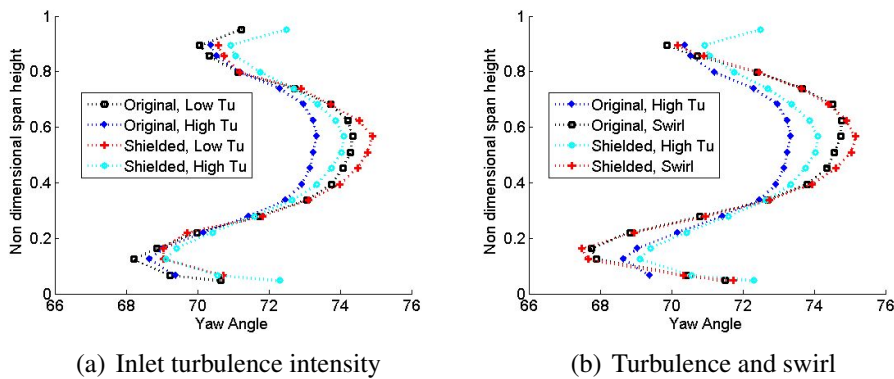 1
0.8
0.6
0.4
0.2
0
Non dimensional span height
Original, Low Tu
Original, High Tu
Shielded, Low Tu
Shielded, High Tu
66 68 70 72 74 76
Yaw Angle
(a) Inlet turbulence intensity
1
0.8
0.6
0.4
0.2
0
Non dimensional span height
Original, High Tu
Original, Swirl
Shielded, High Tu
Shielded, Swirl
66 68 70 72 74 76
Yaw Angle
(b) Turbulence and swirl